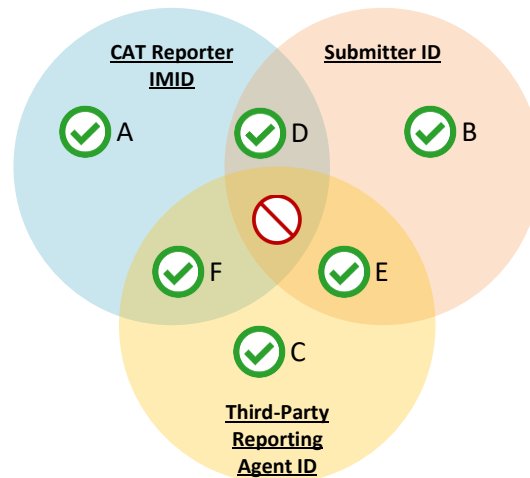 CAT Reporter
IMID
Submitter ID
A
D
B
F
E
C
Third-Party
Reporting
Agent ID